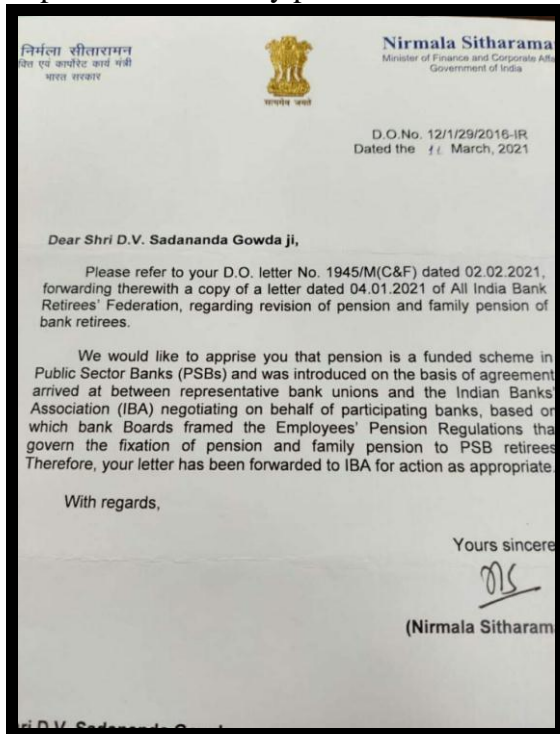 निर्मला सीतारामन
वित्त एवं कार्पोरेट कार्य मंत्री
भारत सरकार
सत्यमेव जयते
Nirmala Sitharama
Minister of Finance and Corporate Affa
Government of India
D.O.No. 12/1/29/2016-IR
Dated the March, 2021
Dear Shri D.V. Sadananda Gowda ji,
Please refer to your D.O. letter No. 1945/M(C&F) dated 02.02.2021,
forwarding therewith a copy of a letter dated 04.01.2021 of All India Bank
Retirees' Federation, regarding revision of pension and family pension of
bank retirees.
We would like to apprise you that pension is a funded scheme in
Public Sector Banks (PSBs) and was introduced on the basis of agreement
arrived at between representative bank unions and the Indian Banks'
Association (IBA) negotiating on behalf of participating banks, based on
which bank Boards framed the Employees' Pension Regulations tha
govern the fixation of pension and family pension to PSB retirees
Therefore, your letter has been forwarded to IBA for action as appropriate.
With regards,
Yours sincere
(Nirmala Sitharam